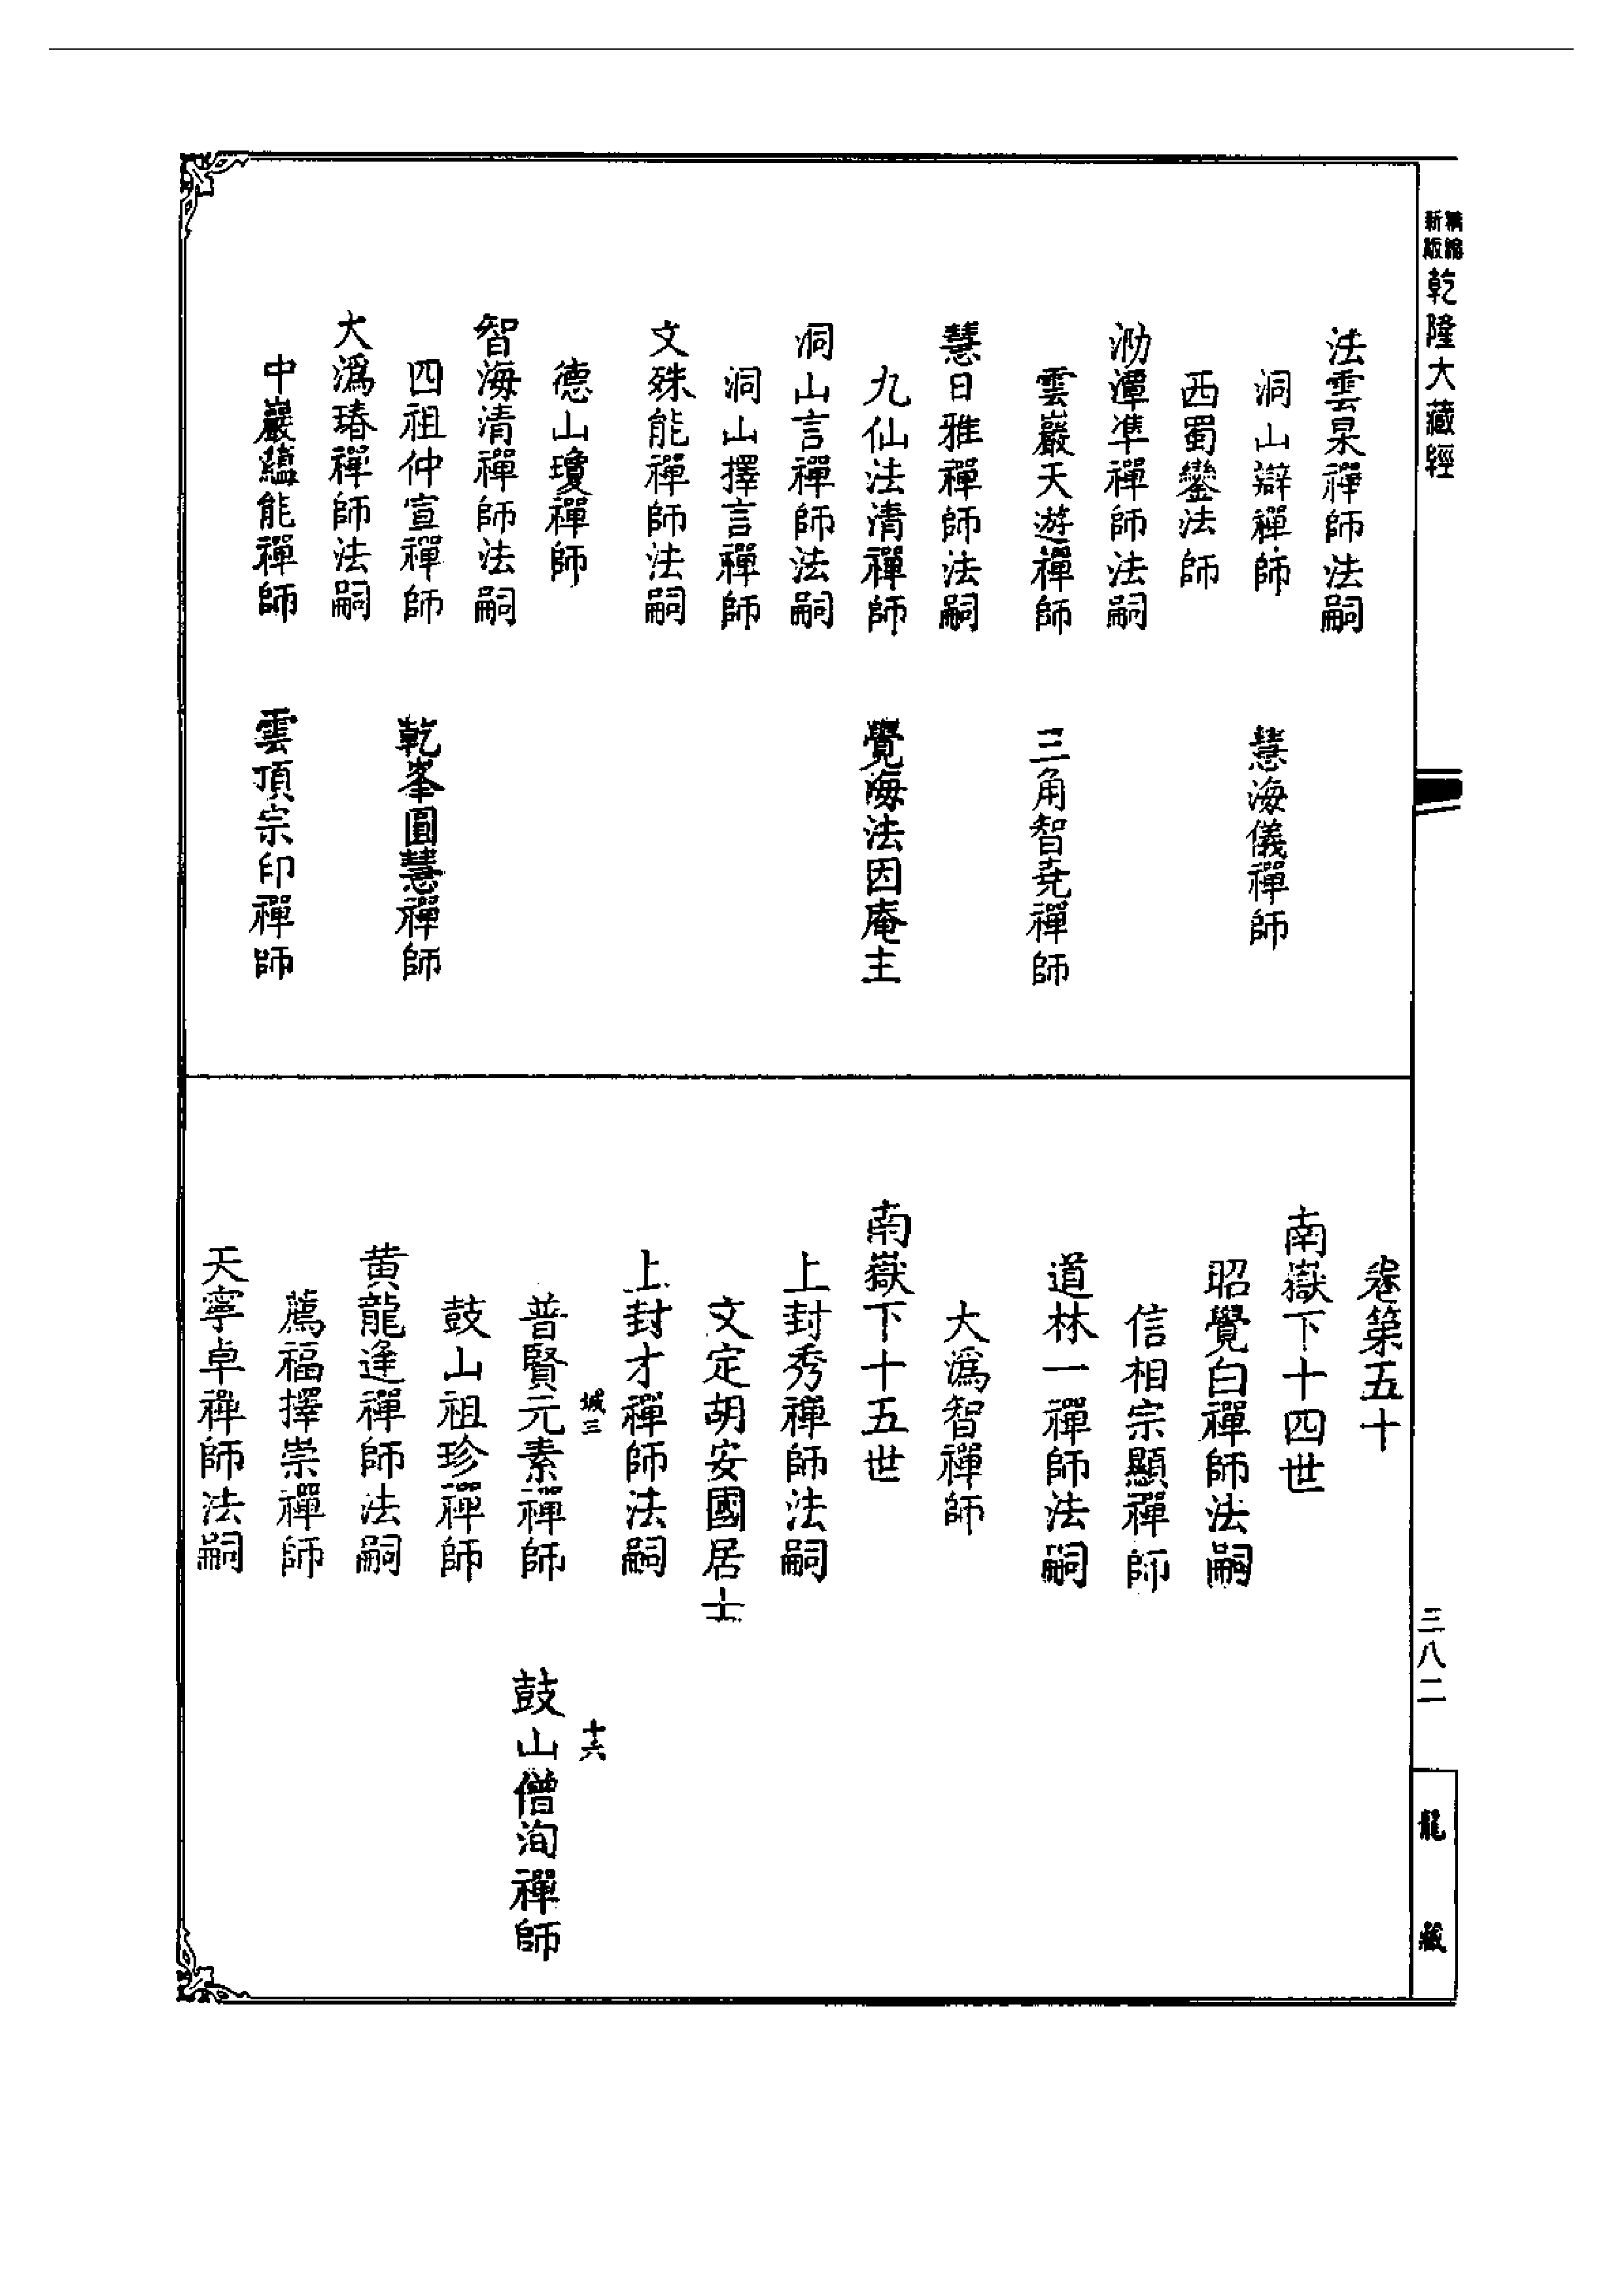 精縮新版乾隆大藏經
法雲杲禪師法嗣
洞山辯禪師　慧海儀禪師
西蜀鑾法師
泐潭準禪師法嗣
雲巖天遊禪師　三角智堯禪師
慧日雅禪師法嗣
九仙法清禪師　覺海法因庵主
洞山言禪師法嗣
洞山擇言禪師
文殊能禪師法嗣
德山瓊禪師
智海清禪師法嗣
四祖仲宣禪師　乾峯圓慧禪師
大溈瑃禪師法嗣
中巖蘊能禪師　雲頂宗印禪師
卷第五十
南嶽下十四世
昭覺白禪師法嗣
信相宗顯禪師
道林一禪師法嗣
大溈智禪師
南嶽下十五世
上封秀禪師法嗣
文定胡安國居士
上封才禪師法嗣
城三　十六
普賢元素禪師　鼓山僧洵禪師
鼓山祖珍禪師
黃龍逢禪師法嗣
薦福擇崇禪師
天寧卓禪師法嗣
三八二
龍藏